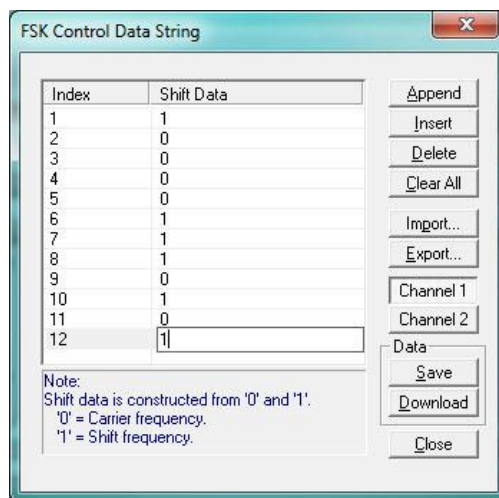 FSK Control Data String
Index Shift Data
1 1
2 0
3 0
4 0
5 0
6 1
7 1
8 1
9 0
10 1
11 0
12 1
Note:
Shift data is constructed from '0' and '1'.
'0' = Carrier frequency.
'1' = Shift frequency.
Append
Insert
Delete
Clear All
Import...
Export...
Channel 1
Channel 2
Data
Save
Download
Close